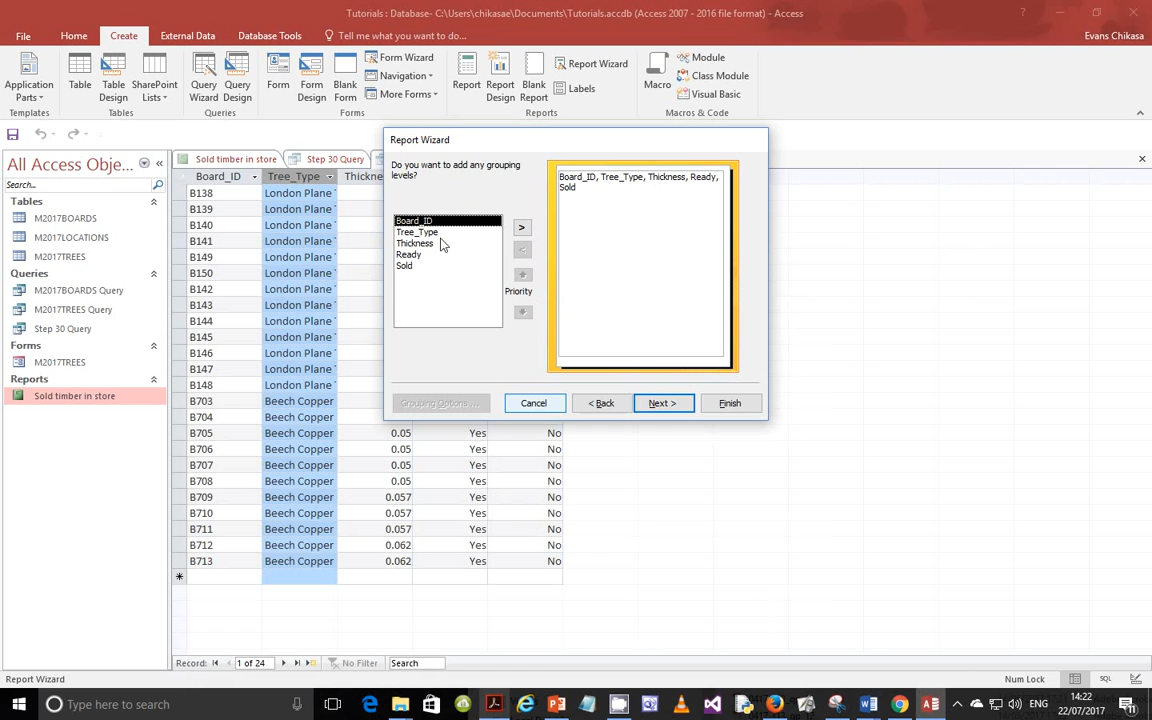 Tutorials : Database- C:\Users\chikasae\Documents\Tutorials.accdb (Access 2007 - 2016 file format) - Access
File Home Create External Data Database Tools Tell me what you want to do... Evans Chikasa
Application Parts Table Table Design SharePoint Lists Query Wizard Query Design Form Form Design Blank Form Form Wizard Navigation More Forms Report Report Design Blank Report Report Wizard Labels Macro Module Class Module Visual Basic
Templates Tables Queries Forms Reports Macros & Code
All Access Obje... «
Search...
Tables
M2017BOARDS
M2017LOCATIONS
M2017TREES
Queries
M2017BOARDS Query
M2017TREES Query
Step 30 Query
Forms
M2017TREES
Reports
Sold timber in store
Sold timber in store Step 30 Query
Board_ID Tree_Type Thickne
B138 London Plane
B139 London Plane
B140 London Plane
B141 London Plane
B149 London Plane
B150 London Plane
B142 London Plane
B143 London Plane
B144 London Plane
B145 London Plane
B146 London Plane
B147 London Plane
B148 London Plane
B703 Beech Copper
B704 Beech Copper
B705 Beech Copper 0.05 Yes No
B706 Beech Copper 0.05 Yes No
B707 Beech Copper 0.05 Yes No
B708 Beech Copper 0.05 Yes No
B709 Beech Copper 0.057 Yes No
B710 Beech Copper 0.057 Yes No
B711 Beech Copper 0.057 Yes No
B712 Beech Copper 0.062 Yes No
B713 Beech Copper 0.062 Yes No
Report Wizard
Do you want to add any grouping
levels?
Board_ID
Tree_Type
Thickness
Ready
Sold
>
<
Priority
Board_ID, Tree_Type, Thickness, Ready,
Sold
Grouping Options ... Cancel < Back Next > Finish
Record: 1 of 24 No Filter Search
Report Wizard Num Lock SQL
Type here to search ENG 14:22
22/07/2017